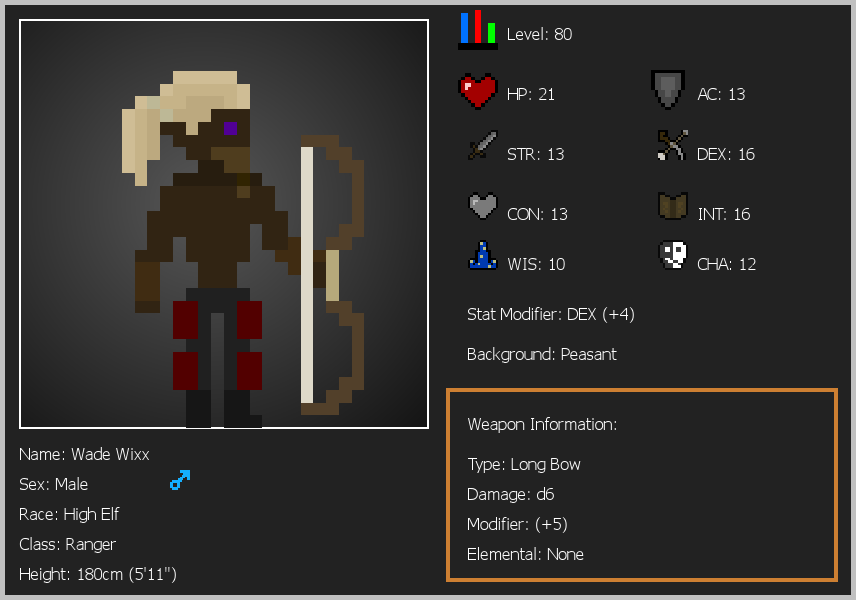 Level: 80
HP: 21
AC: 13
STR: 13
DEX: 16
CON: 13
INT: 16
WIS: 10
CHA: 12
Stat Modifier: DEX (+4)
Background: Peasant
Weapon Information:
Type: Long Bow
Damage: d6
Modifier: (+5)
Elemental: None
Name: Wade Wixx
Sex: Male
Race: High Elf
Class: Ranger
Height: 180cm (5'11")